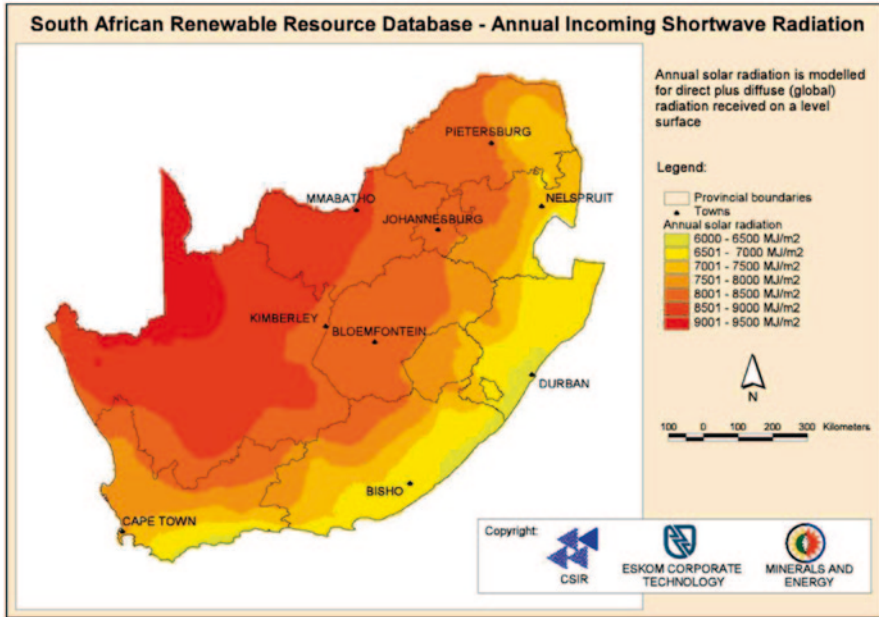 South African Renewable Resource Database - Annual Incoming Shortwave Radiation
Annual solar radiation is modelled
for direct plus diffuse (global)
radiation received on a level
surface
PIETERSBURG
MMABATHO
NELSPRUIT
JOHANNESBURG
KIMBERLEY
BLOEMFONTEIN
DURBAN
BISHO
CAPE TOWN
Legend:
Provincial boundaries
Towns
Annual solar radiation
6000 - 6500 MJ/m2
6501 - 7000 MJ/m2
7001 - 7500 MJ/m2
7501 - 8000 MJ/m2
8001 - 8500 MJ/m2
8501 - 9000 MJ/m2
9001 - 9500 MJ/m2
N
100 0 100 200 300 Kilometers
Copyright:
CSIR
ESKOM CORPORATE
TECHNOLOGY
MINERALS AND
ENERGY